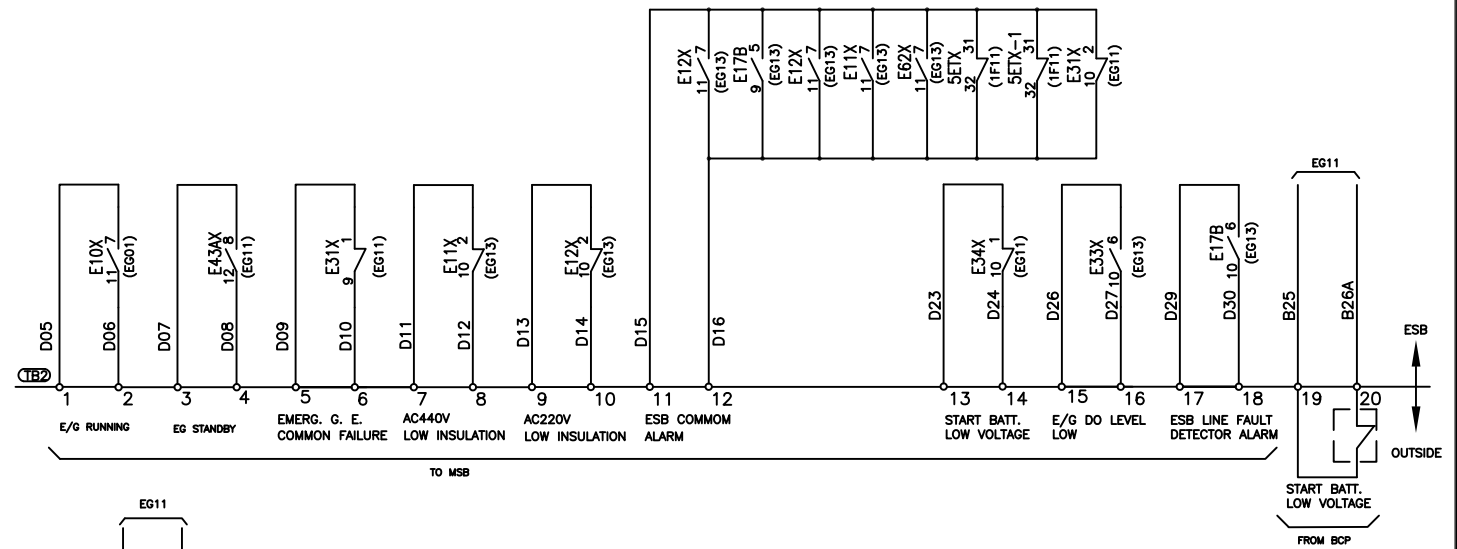 E12X 7 11 (EG13)
E17B 5 9 (EG13)
E12X 7 11 (EG13)
E11X 7 11 (EG13)
E62X 7 11 (EG13)
5ETX 31 32 (1F11)
5ETX-1 31 32 (1F11)
E31X 2 10 (EG11)
EG11
E10X 7 11 (EG01)
E43AX 8 12 (EG11)
E31X 1 9 (EG11)
E11X 2 10 (EG13)
E12X 2 10 (EG13)
E34X 1 10 (EG11)
E33X 6 10 (EG13)
E17B 6 10 (EG13)
D05
D06
D07
D08
D09
D10
D11
D12
D13
D14
D15
D16
D23
D24
D26
D27
D29
D30
B25
B26A
ESB
TB2
1 2 3 4 5 6 7 8 9 10 11 12 13 14 15 16 17 18 19 20
E/G RUNNING
EG STANDBY
EMERG. G. E.
COMMON FAILURE
AC440V
LOW INSULATION
AC220V
LOW INSULATION
ESB COMMOM
ALARM
START BATT.
LOW VOLTAGE
E/G DO LEVEL
LOW
ESB LINE FAULT
DETECTOR ALARM
OUTSIDE
TO MSB
START BATT.
LOW VOLTAGE
FROM BCP
EG11